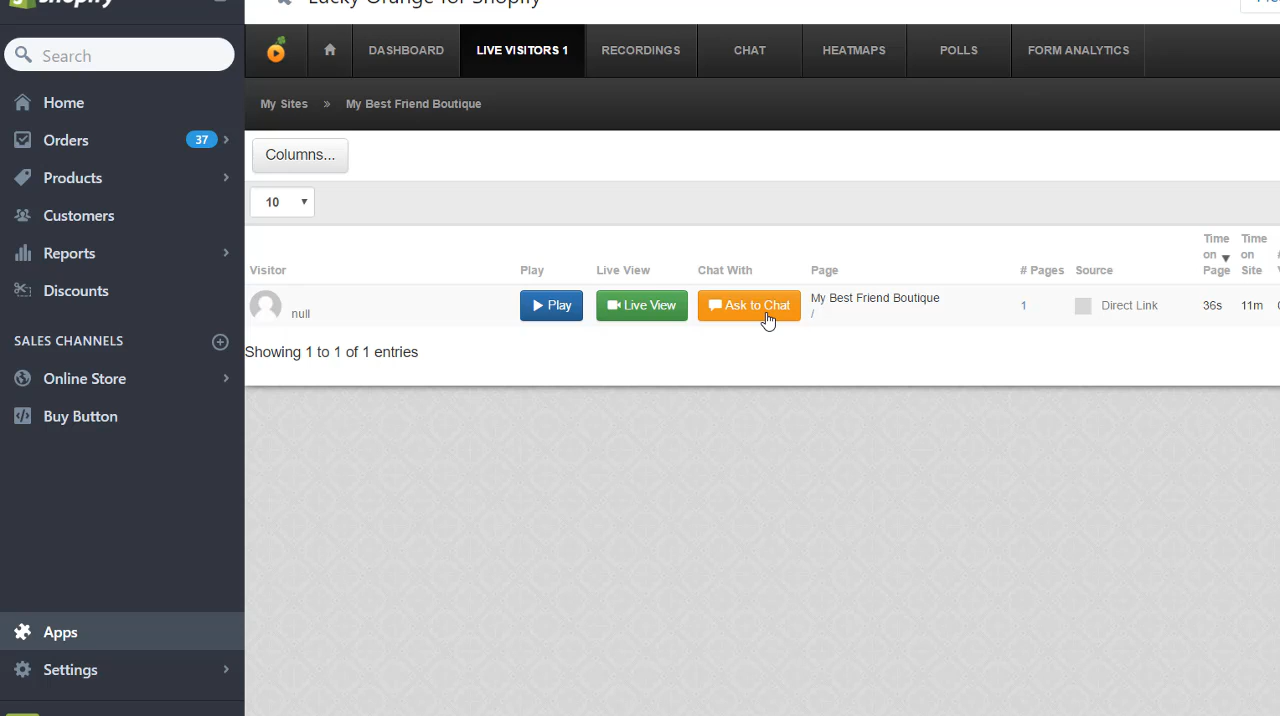 shopify
Search
Home
Orders 37
Products
Customers
Reports
Discounts
SALES CHANNELS
Online Store
Buy Button
Apps
Settings
Lucky Orange for Shopify
DASHBOARD LIVE VISITORS 1 RECORDINGS CHAT HEATMAPS POLLS FORM ANALYTICS
My Sites » My Best Friend Boutique
Columns...
10
Visitor Play Live View Chat With Page # Pages Source Time on Page Time on Site
null Play Live View Ask to Chat My Best Friend Boutique 1 Direct Link 36s 11m
/
Showing 1 to 1 of 1 entries